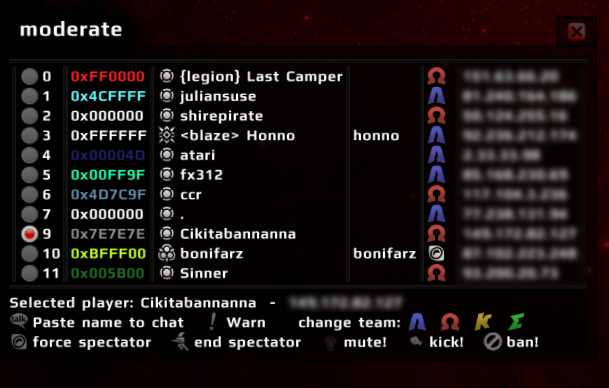 moderate
0 0xFF0000 {legion} Last Camper Ω
1 0x4CFFFF juliansuse Λ
2 0x000000 shirepirate Ω
3 0xFFFFFF <blaze> Honno honno Λ
4 0x00004D atari Λ
5 0x00FF9F fx312 Λ
6 0x4D7C9F ccr Ω
7 0x000000 . Λ
9 0x7E7E7E Cikitabannanna Ω
10 0xBFFF00 bonifarz bonifarz
11 0x005B00 Sinner Ω
Selected player: Cikitabannanna -
talk Paste name to chat ! Warn change team: Λ Ω K Σ
force spectator end spectator mute! kick! ban!